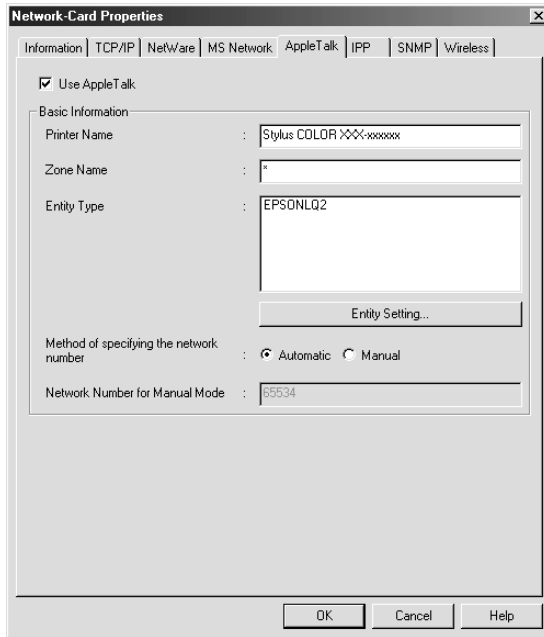 Network-Card Properties
Information TCP/IP NetWare MS Network AppleTalk IPP SNMP Wireless
Use AppleTalk
Basic Information
Printer Name : Stylus COLOR XXX-xxxxxx
Zone Name : *
Entity Type : EPSONLQ2
Entity Setting...
Method of specifying the network
number : Automatic Manual
Network Number for Manual Mode : 65534
OK Cancel Help